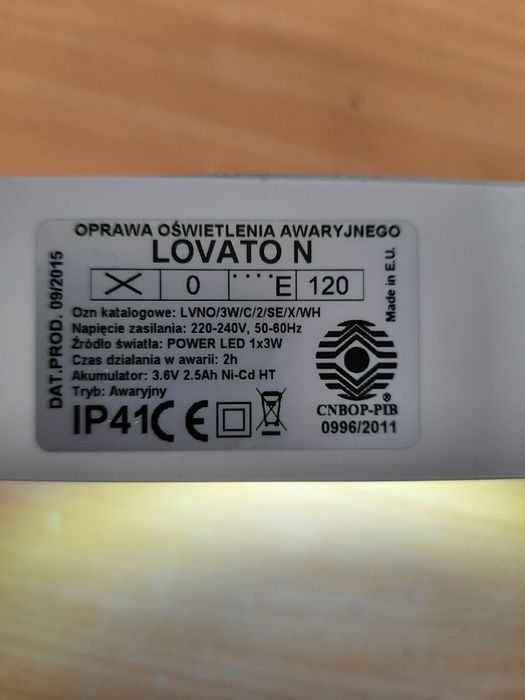 OPRAWA OŚWIETLENIA AWARYJNEGO
LOVATO N
X 0 ····E 120
Ozn katalogowe: LVNO/3W/C/2/SE/X/WH
Napięcie zasilania: 220-240V, 50-60Hz
Źródło światła: POWER LED 1x3W
Czas działania w awarii: 2h
Akumulator: 3.6V 2.5Ah Ni-Cd HT
Tryb: Awaryjny
IP41 CE
DAT.PROD. 09/2015
Made in E.U.
®
CNBOP-PIB
0996/2011